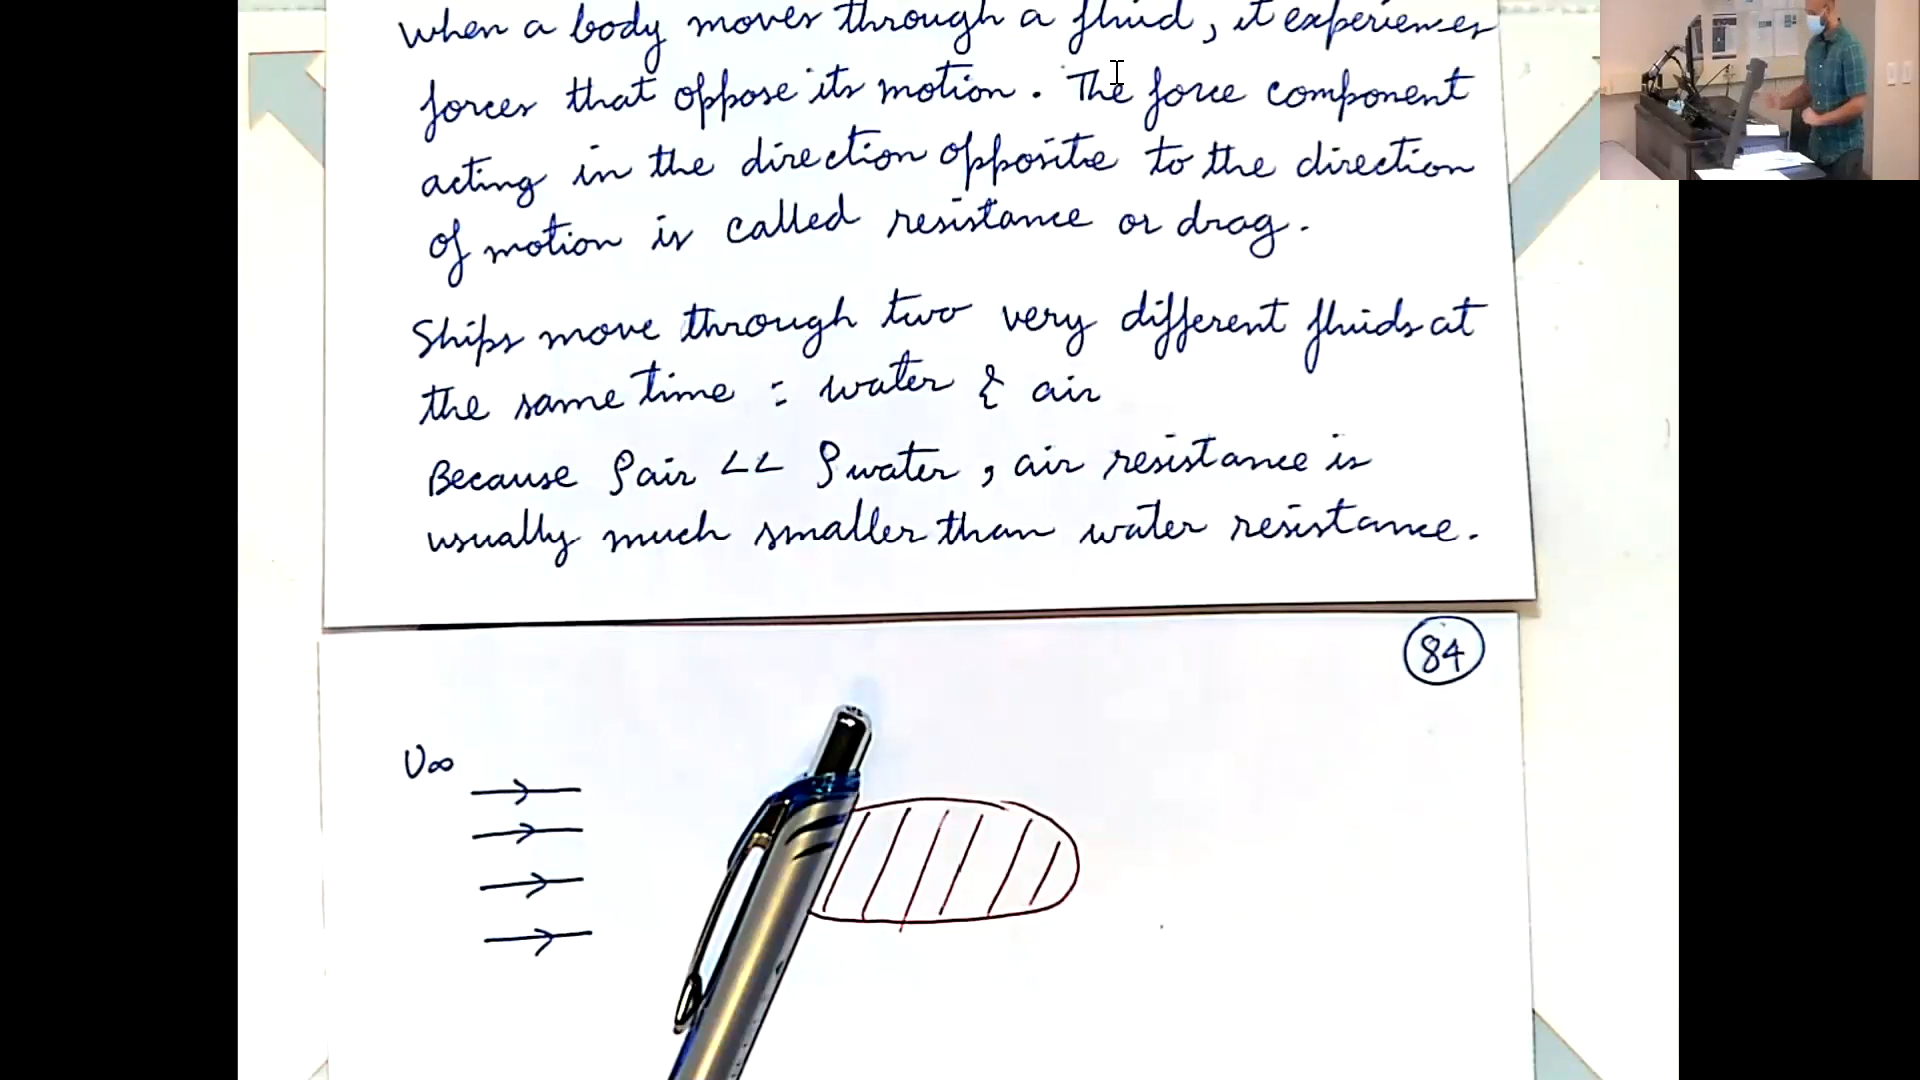 When a body moves through a fluid, it experiences
forces that oppose its motion. The force component
acting in the direction opposite to the direction
of motion is called resistance or drag.
Ships move through two very different fluids at
the same time : water & air
Because ρair << ρwater, air resistance is
usually much smaller than water resistance.
84
U∞